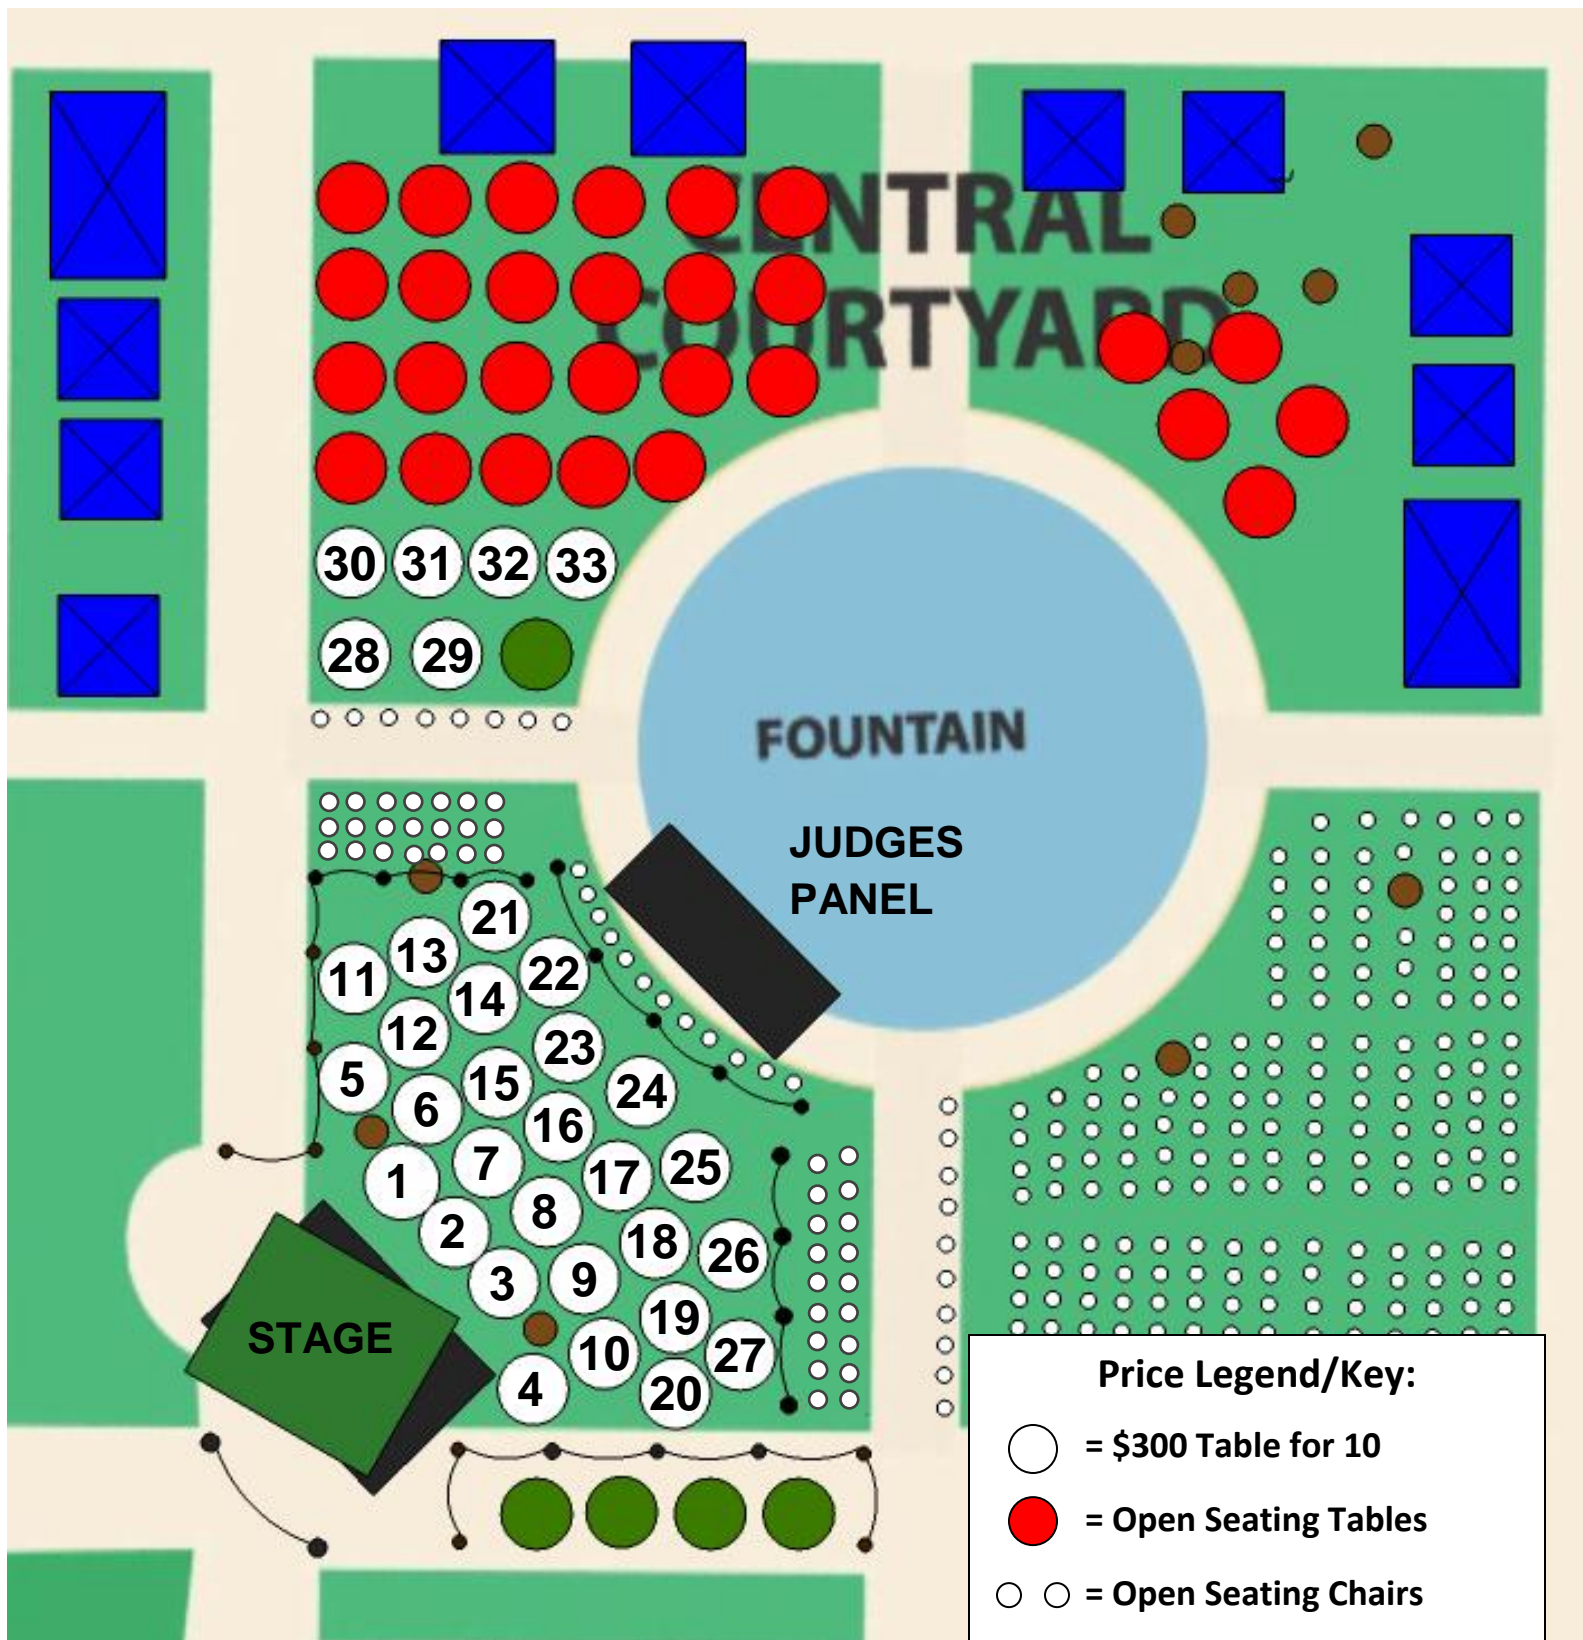 CENTRAL
COURTYARD
30 31 32 33
28 29
FOUNTAIN
JUDGES
PANEL
21
13
11
22
14
12
23
5
15
24
6
16
7
17
25
1
8
2
18
26
3
9
19
10
27
4
20
STAGE
Price Legend/Key:
= $300 Table for 10
= Open Seating Tables
= Open Seating Chairs